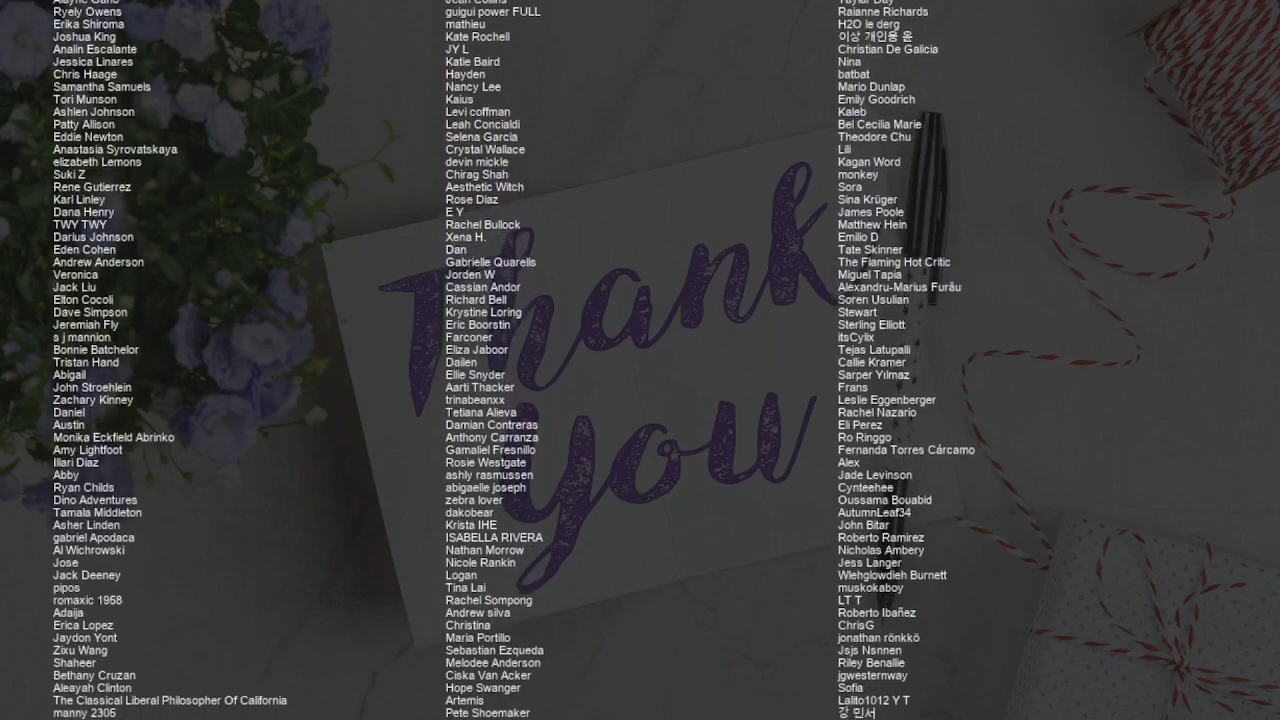 Ryely Owens
Erika Shiroma
Joshua King
Analin Escalante
Jessica Linares
Chris Haage
Samantha Samuels
Tori Munson
Ashlen Johnson
Patty Allison
Eddie Newton
Anastasia Syrovatskaya
elizabeth Lemons
Suki Z
Rene Gutierrez
Karl Linley
Dana Henry
TWY TWY
Darius Johnson
Eden Cohen
Andrew Anderson
Veronica
Jack Liu
Elton Cocoli
Dave Simpson
Jeremiah Fly
s j mannion
Bonnie Batchelor
Tristan Hand
Abigail
John Stroehlein
Zachary Kinney
Daniel
Austin
Monika Eckfield Abrinko
Amy Lightfoot
Illari Diaz
Abby
Ryan Childs
Dino Adventures
Tamala Middleton
Asher Linden
gabriel Apodaca
Al Wichrowski
Jose
Jack Deeney
pipos
romaxic 1958
Adaija
Erica Lopez
Jaydon Yont
Zixu Wang
Shaheer
Bethany Cruzan
Aleayah Clinton
The Classical Liberal Philosopher Of California
manny 2305
guigui power FULL
mathieu
Kate Rochell
JY L
Katie Baird
Hayden
Nancy Lee
Kaius
Levi coffman
Leah Concialdi
Selena Garcia
Crystal Wallace
devin mickle
Chirag Shah
Aesthetic Witch
Rose Diaz
E Y
Rachel Bullock
Xena H.
Dan
Gabrielle Quarells
Jorden W
Cassian Andor
Richard Bell
Krystine Loring
Eric Boorstin
Farconer
Eliza Jaboor
Dailen
Ellie Snyder
Aarti Thacker
trinabeanxx
Tetiana Alieva
Damian Contreras
Anthony Carranza
Gamaliel Fresnillo
Rosie Westgate
ashly rasmussen
abigaelle joseph
zebra lover
dakobear
Krista IHE
ISABELLA RIVERA
Nathan Morrow
Nicole Rankin
Logan
Tina Lai
Rachel Sompong
Andrew silva
Christina
Maria Portillo
Sebastian Ezqueda
Melodee Anderson
Ciska Van Acker
Hope Swanger
Artemis
Pete Shoemaker
Raianne Richards
H2O le derg
이상 개인용 윤
Christian De Galicia
Nina
batbat
Mario Dunlap
Emily Goodrich
Kaleb
Bel Cecilia Marie
Theodore Chu
Lili
Kagan Word
monkey
Sora
Sina Krüger
James Poole
Matthew Hein
Emilio D
Tate Skinner
The Flaming Hot Critic
Miguel Tapia
Alexandru-Marius Furău
Soren Usulian
Stewart
Sterling Elliott
itsCylix
Tejas Latupalli
Callie Kramer
Sarper Yılmaz
Frans
Leslie Eggenberger
Rachel Nazario
Eli Perez
Ro Ringgo
Fernanda Torres Cárcamo
Alex
Jade Levinson
Cynteehee
Oussama Bouabid
AutumnLeaf34
John Bitar
Roberto Ramirez
Nicholas Ambery
Jess Langer
Wlehglowdieh Burnett
muskokaboy
LT T
Roberto Ibañez
ChrisG
jonathan rönkkö
Jsjs Nsnnen
Riley Benallie
jgwesternway
Sofia
Lalito1012 Y T
강 민서
Thank
you